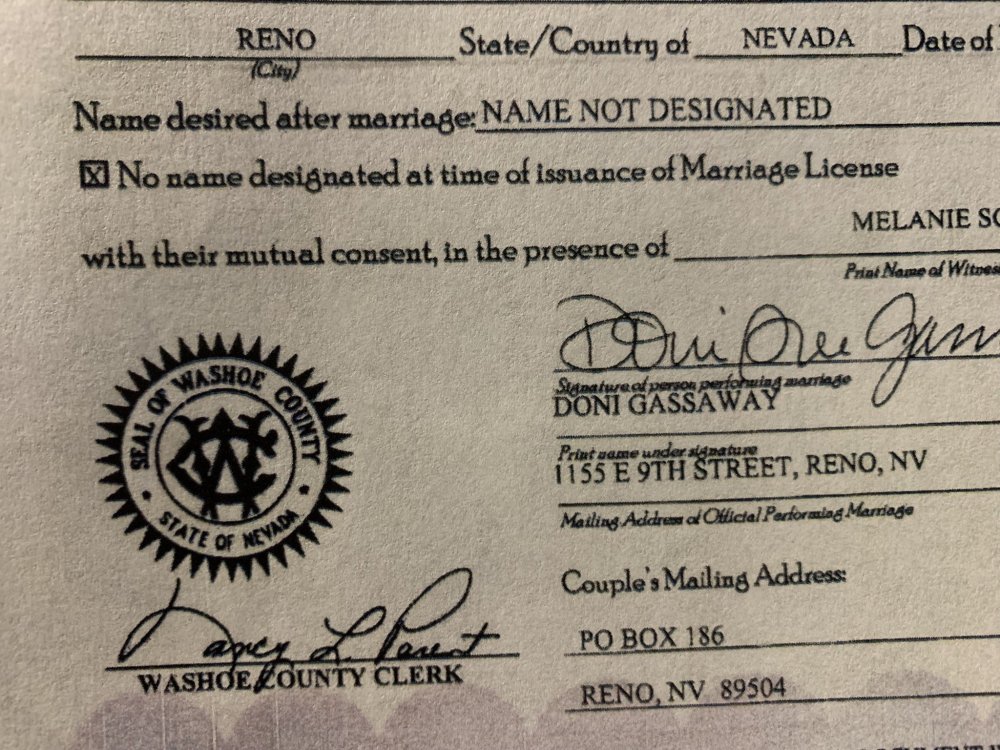 RENO State/Country of NEVADA Date of
(City)
Name desired after marriage: NAME NOT DESIGNATED
[X] No name designated at time of issuance of Marriage License
MELANIE
with their mutual consent, in the presence of
Print Name of Witness
Doni
Signature of person performing marriage
DONI GASSAWAY
Print name under signature
1155 E 9TH STREET, RENO, NV
Mailing Address of Official Performing Marriage
SEAL OF WASHOE COUNTY
STATE OF NEVADA
Couple's Mailing Address:
Nancy L. Parent
PO BOX 186
WASHOE COUNTY CLERK
RENO, NV 89504